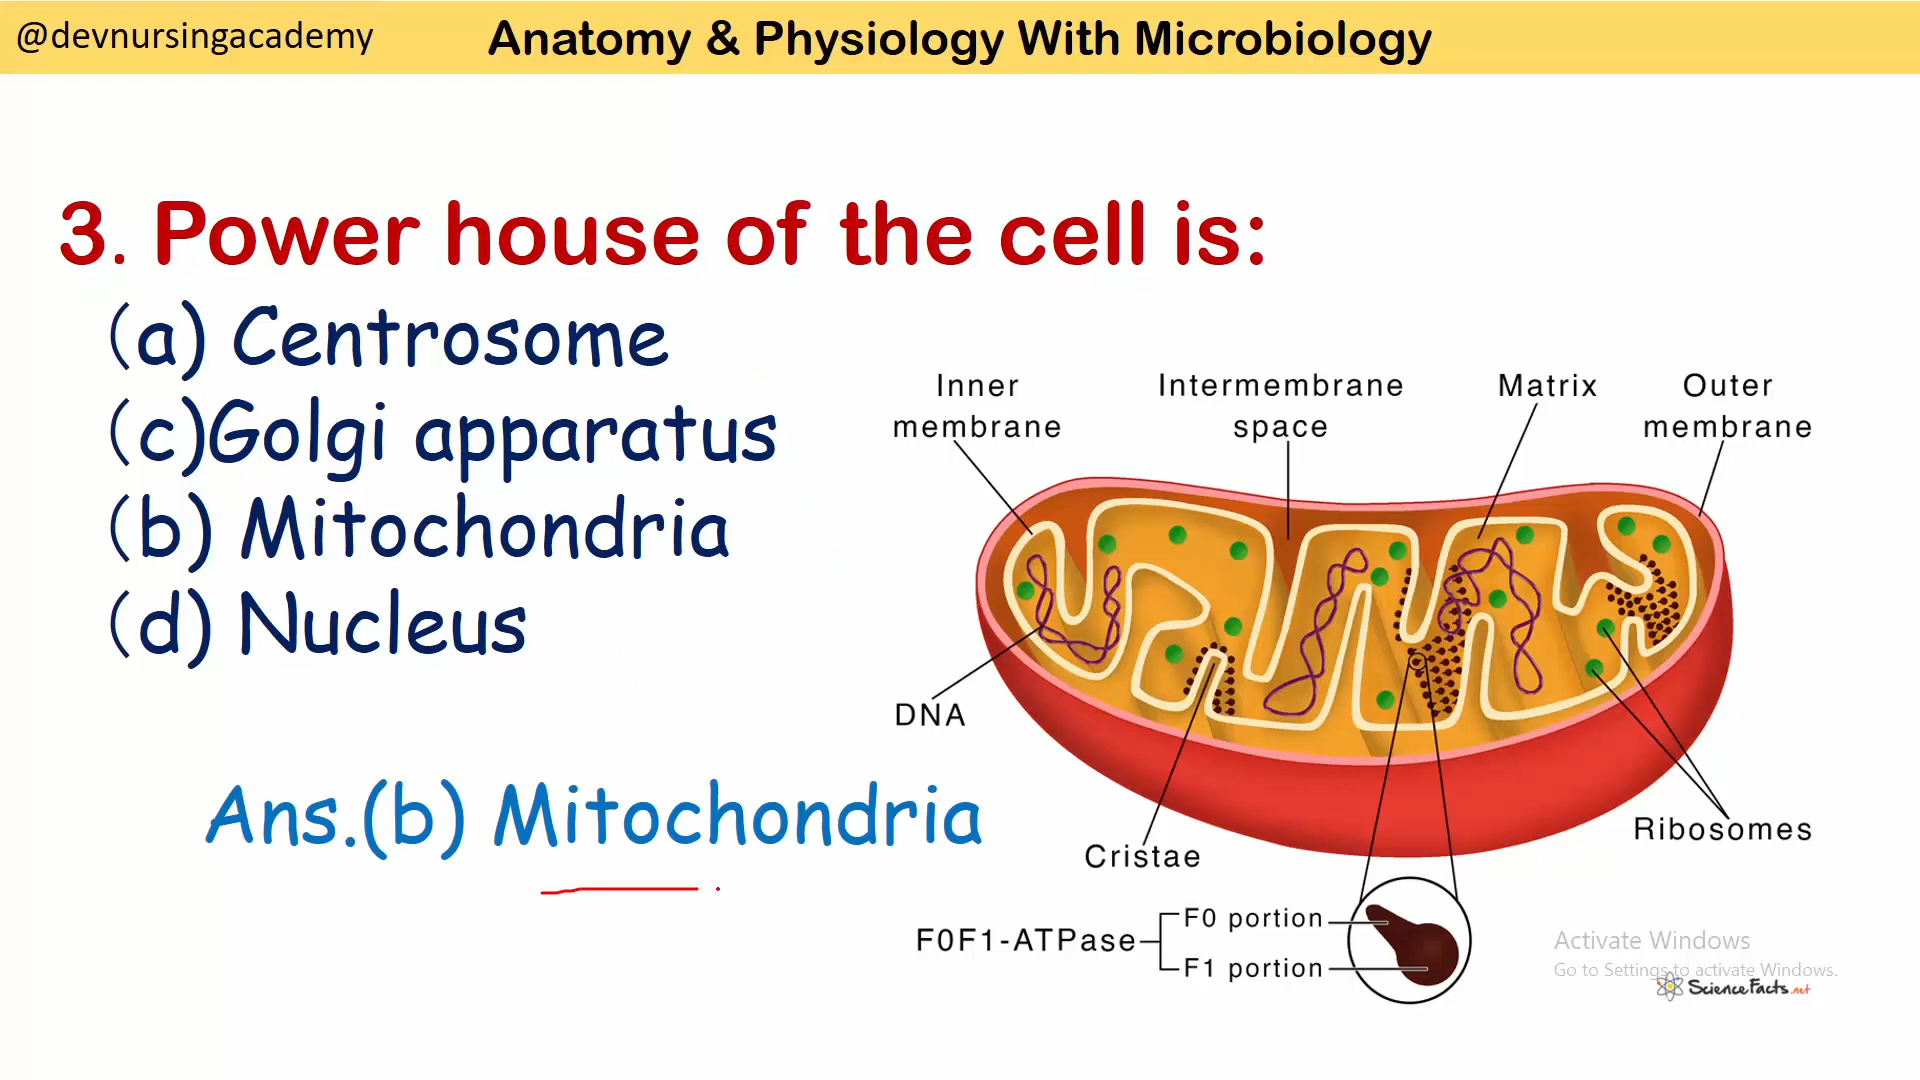 @devnursingacademy
Anatomy & Physiology With Microbiology
3. Power house of the cell is:
(a) Centrosome
(c)Golgi apparatus
(b) Mitochondria
(d) Nucleus
Ans.(b) Mitochondria
Inner
membrane
Intermembrane
space
Matrix
Outer
membrane
DNA
Cristae
Ribosomes
F0F1-ATPase
F0 portion
F1 portion
Activate Windows
Go to Settings to activate Windows.
ScienceFacts.net